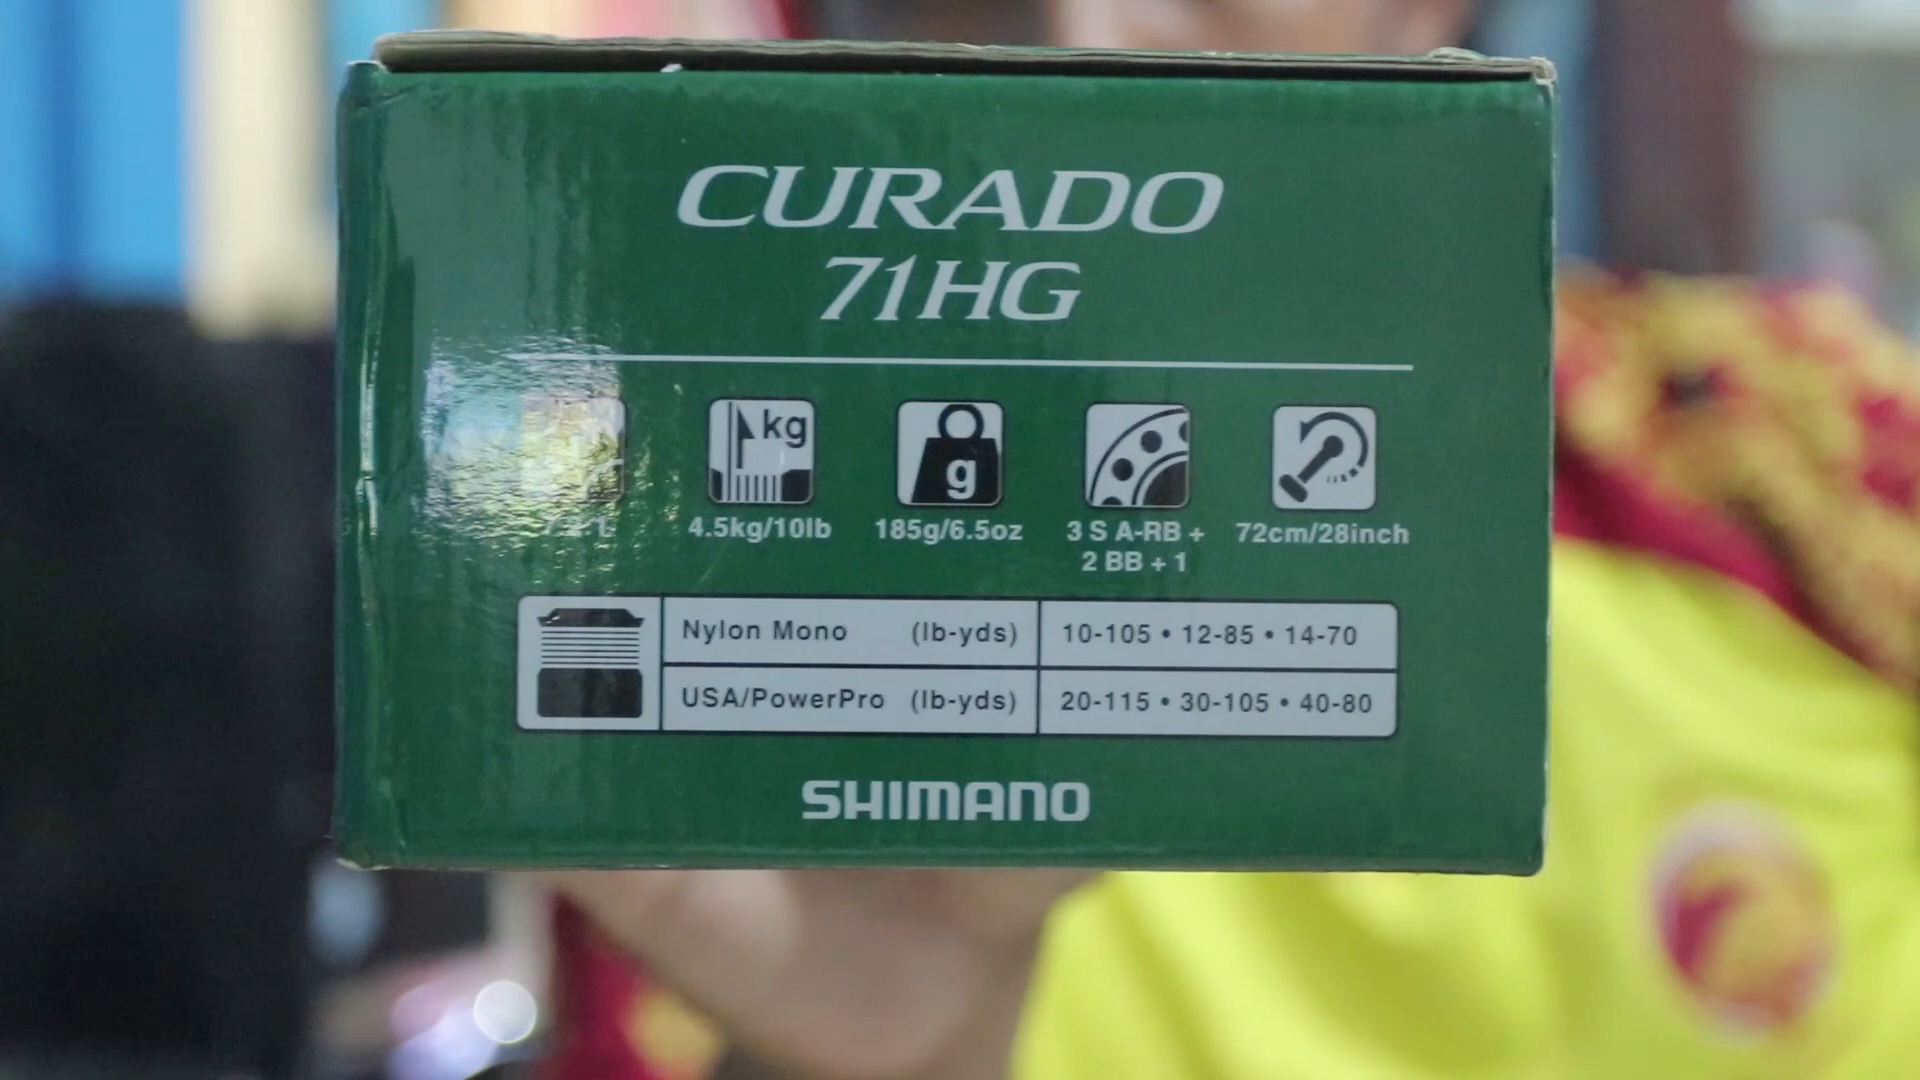 CURADO
71HG
kg
g
4.5kg/10lb 185g/6.5oz 3 S A-RB + 72cm/28inch
2 BB + 1
Nylon Mono (lb-yds) 10-105 • 12-85 • 14-70
USA/PowerPro (lb-yds) 20-115 • 30-105 • 40-80
SHIMANO